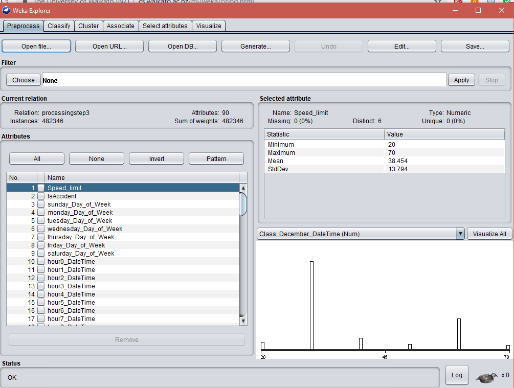 Weka Explorer
Preprocess Classify Cluster Associate Select attributes Visualize
Open file... Open URL... Open DB... Generate... Undo Edit... Save...
Filter
Choose None Apply Stop
Current relation
Relation: processingstep3 Attributes: 90
Instances: 482346 Sum of weights: 482346
Attributes
All None Invert Pattern
No. Name
1 Speed_limit
2 IsAccident
3 sunday_Day_of_Week
4 monday_Day_of_Week
5 tuesday_Day_of_Week
6 wednesday_Day_of_Week
7 thursday_Day_of_Week
8 friday_Day_of_Week
9 saturday_Day_of_Week
10 hour0_DateTime
11 hour1_DateTime
12 hour2_DateTime
13 hour3_DateTime
14 hour4_DateTime
15 hour5_DateTime
16 hour6_DateTime
17 hour7_DateTime
Remove
Selected attribute
Name: Speed_limit Type: Numeric
Missing: 0 (0%) Distinct: 6 Unique: 0 (0%)
Statistic Value
Minimum 20
Maximum 70
Mean 38.454
StdDev 13.794
Class: December_DateTime (Num) Visualize All
20 45 70
Status
OK Log x 0